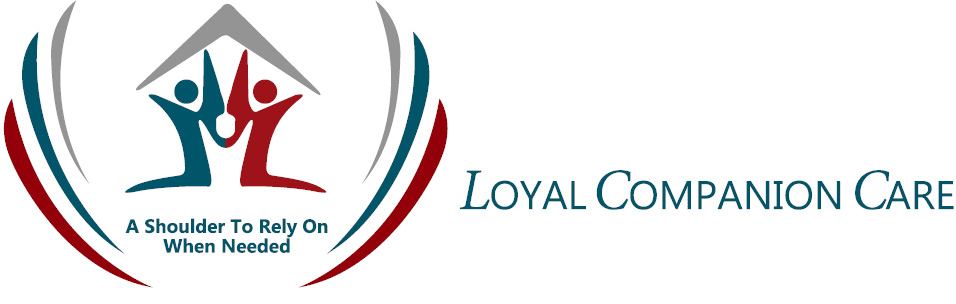 A Shoulder To Rely On
When Needed
LOYAL COMPANION CARE